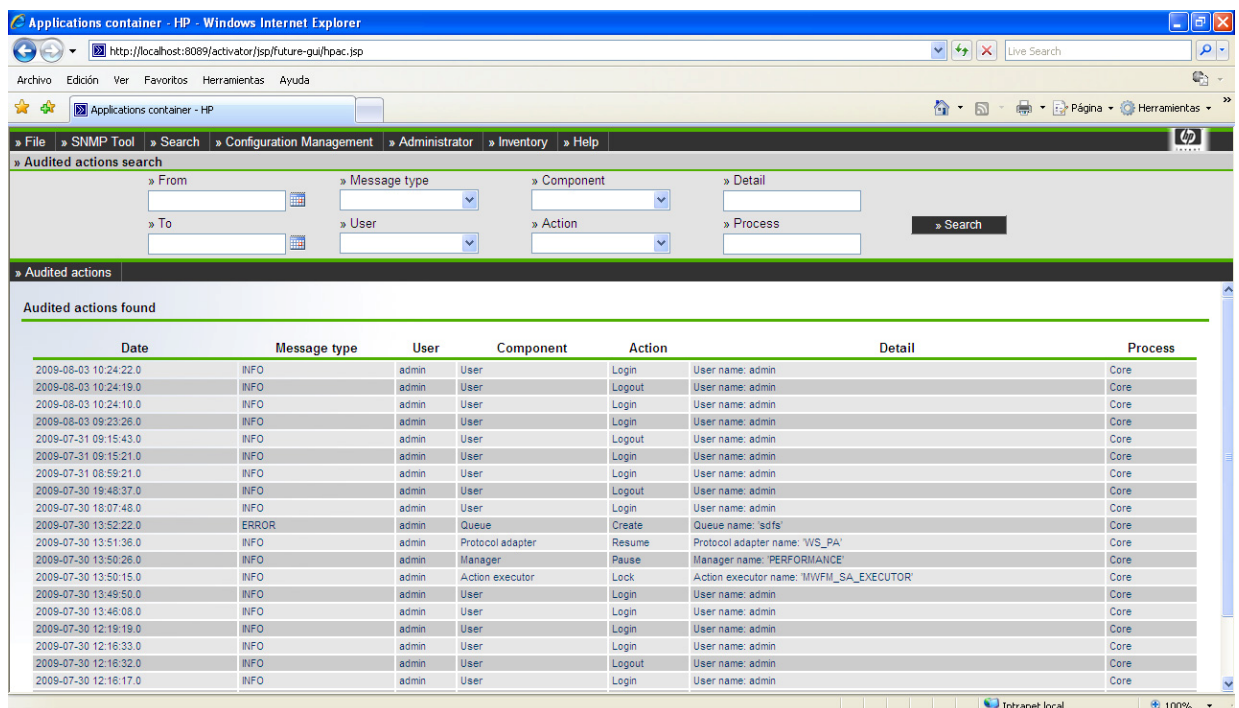 Applications container - HP - Windows Internet Explorer
http://localhost:8089/activator/jsp/future-gui/hpac.jsp
Live Search
Archivo Edición Ver Favoritos Herramientas Ayuda
Applications container - HP
Página Herramientas
» File » SNMP Tool » Search » Configuration Management » Administrator » Inventory » Help
hp
» Audited actions search
» From » Message type » Component » Detail
» To » User » Action » Process » Search
» Audited actions
Audited actions found
Date Message type User Component Action Detail Process
2009-08-03 10:24:22.0 INFO admin User Login User name: admin Core
2009-08-03 10:24:19.0 INFO admin User Logout User name: admin Core
2009-08-03 10:24:10.0 INFO admin User Login User name: admin Core
2009-08-03 09:23:26.0 INFO admin User Login User name: admin Core
2009-07-31 09:15:43.0 INFO admin User Logout User name: admin Core
2009-07-31 09:15:21.0 INFO admin User Login User name: admin Core
2009-07-31 08:59:21.0 INFO admin User Login User name: admin Core
2009-07-30 19:48:37.0 INFO admin User Logout User name: admin Core
2009-07-30 18:07:48.0 INFO admin User Login User name: admin Core
2009-07-30 13:52:22.0 ERROR admin Queue Create Queue name: 'sdfs' Core
2009-07-30 13:51:36.0 INFO admin Protocol adapter Resume Protocol adapter name: 'WS_PA' Core
2009-07-30 13:50:26.0 INFO admin Manager Pause Manager name: 'PERFORMANCE' Core
2009-07-30 13:50:15.0 INFO admin Action executor Lock Action executor name: 'MWFM_SA_EXECUTOR' Core
2009-07-30 13:49:50.0 INFO admin User Login User name: admin Core
2009-07-30 13:46:08.0 INFO admin User Login User name: admin Core
2009-07-30 12:19:19.0 INFO admin User Login User name: admin Core
2009-07-30 12:16:33.0 INFO admin User Login User name: admin Core
2009-07-30 12:16:32.0 INFO admin User Logout User name: admin Core
2009-07-30 12:16:17.0 INFO admin User Login User name: admin Core
Intranet local 100%